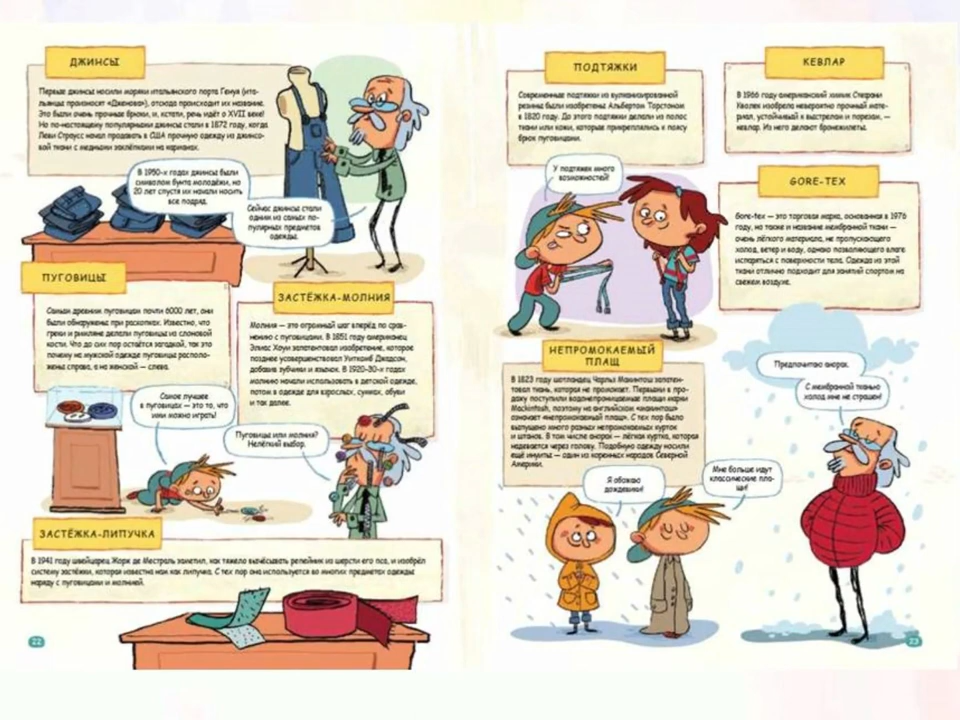 ДЖИНСЫ
Первые джинсы носили моряки итальянского порта Генуя (ита-
льянцы произносят «Дженова»), отсюда происходит их название.
Это были очень прочные брюки, и, кстати, речь идёт о XVII веке!
Но по-настоящему популярными джинсы стали в 1872 году, когда
Леви Страусс начал продавать в США прочную одежду из джинсо-
вой ткани с медными заклёпками на карманах.
В 1950-х годах джинсы были
символом бунта молодёжи, но
20 лет спустя их начали носить
все подряд.
Сейчас джинсы стали
одним из самых по-
пулярных предметов
одежды.
ПУГОВИЦЫ
Самым древним пуговицам почти 6000 лет, они
были обнаружены при раскопках. Известно, что
греки и римляне делали пуговицы из слоновой
кости. Что до сих пор остаётся загадкой, так это
почему на мужской одежде пуговицы располо-
жены справа, а на женской — слева.
Самое лучшее
в пуговицах — это то, что
ими можно играть!
ЗАСТЁЖКА-МОЛНИЯ
Молния — это огромный шаг вперёд по срав-
нению с пуговицами. В 1851 году американец
Элиас Хоун запатентовал изобретение, которое
позднее усовершенствовал Уитком Джадсон,
добавив зубчики и язычок. В 1920–30-х годах
молнию начали использовать в детской одежде,
потом в одежде для взрослых, сумках, обуви
и так далее.
Пуговицы или молния?
Нелёгкий выбор.
ЗАСТЁЖКА-ЛИПУЧКА
В 1941 году швейцарец Жорж де Местраль заметил, как тяжело вычёсывать репейник из шерсти его пса, и изобрёл
систему застёжки, которая известна нам как липучка. С тех пор она используется во многих предметах одежды
наряду с пуговицами и молнией.
22
ПОДТЯЖКИ
Современные подтяжки из вулканизированной
резины были изобретены Альбертом Торстоном
в 1820 году. До этого подтяжки делали из полос
ткани или кожи, которые прикреплялись к поясу
брюк пуговицами.
У подтяжек много
возможностей!
КЕВЛАР
В 1966 году американский химик Стефани
Кволек изобрела невероятно прочный мате-
риал, устойчивый к выстрелам и порезам, —
кевлар. Из него делают бронежилеты.
GORE-TEX
Gore-tex — это торговая марка, основанная в 1976
году, но также и название мембранной ткани —
очень лёгкого материала, не пропускающего
холод, ветер и воду, однако позволяющего влаге
испаряться с поверхности тела. Одежда из этой
ткани отлично подходит для занятий спортом на
свежем воздухе.
НЕПРОМОКАЕМЫЙ
ПЛАЩ
В 1823 году шотландец Чарльз Макинтош запатен-
товал ткань, которая не промокает. Первыми в про-
дажу поступили водонепроницаемые плащи марки
Mackintosh, поэтому на английском «макинтош»
означает «непромокаемый плащ». С тех пор было
выпущено много разных непромокаемых курток
и штанов. В том числе анорак — лёгкая куртка, которая
надевается через голову. Подобную одежду носили
ещё инуиты — один из коренных народов Северной
Америки.
Я обожаю
дождевики!
Мне больше идут
классические пла-
щи!
Предпочитаю анорак.
С мембранной тканью
холод мне не страшен!
23